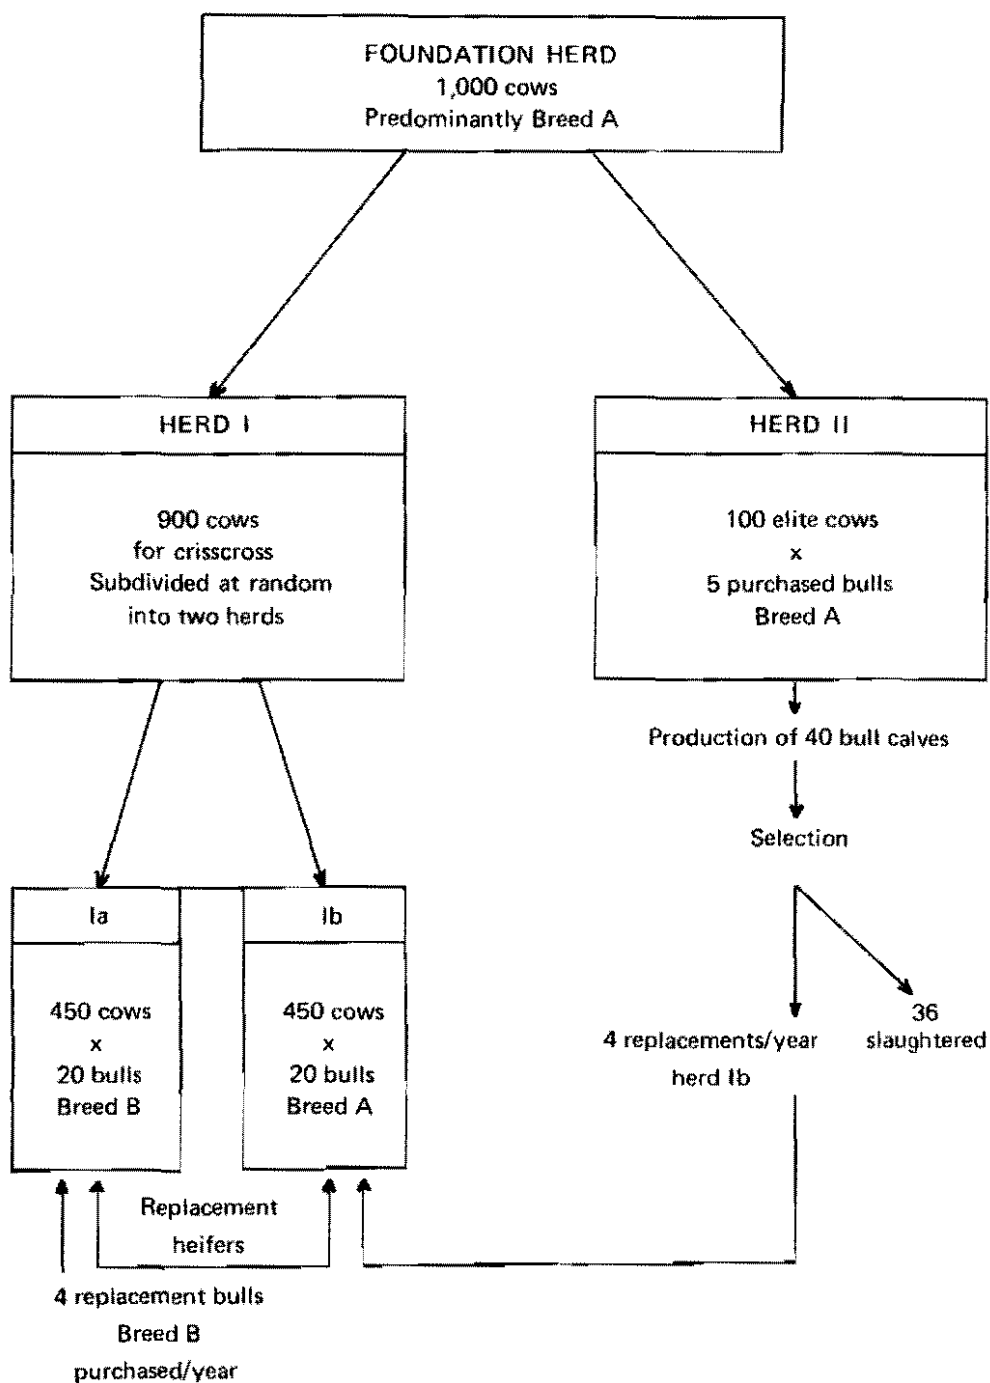 FOUNDATION HERD
1,000 cows
Predominantly Breed A
HERD I
900 cows
for crisscross
Subdivided at random
into two herds
HERD II
100 elite cows
x
5 purchased bulls
Breed A
Production of 40 bull calves
Selection
4 replacements/year
herd Ib
36
slaughtered
Ia
450 cows
x
20 bulls
Breed B
Ib
450 cows
x
20 bulls
Breed A
Replacement
heifers
4 replacement bulls
Breed B
purchased/year